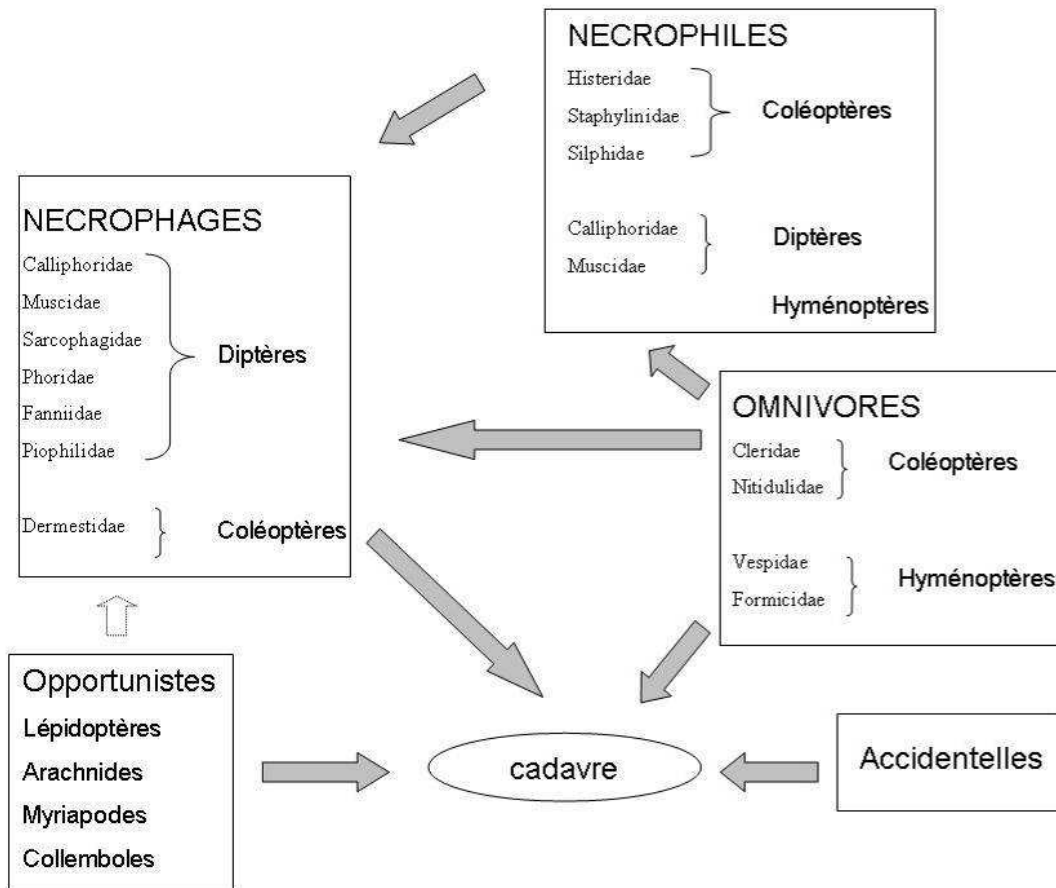 NECROPHILES
Histeridae
Staphylinidae
Silphidae
Coléoptères
Calliphoridae
Muscidae
Diptères
Hyménoptères
NECROPHAGES
Calliphoridae
Muscidae
Sarcophagidae
Phoridae
Fanniidae
Piophilidae
Diptères
Dermestidae
Coléoptères
OMNIVORES
Cleridae
Nitidulidae
Coléoptères
Vespidae
Formicidae
Hyménoptères
Opportunistes
Lépidoptères
Arachnides
Myriapodes
Collemboles
cadavre
Accidentelles